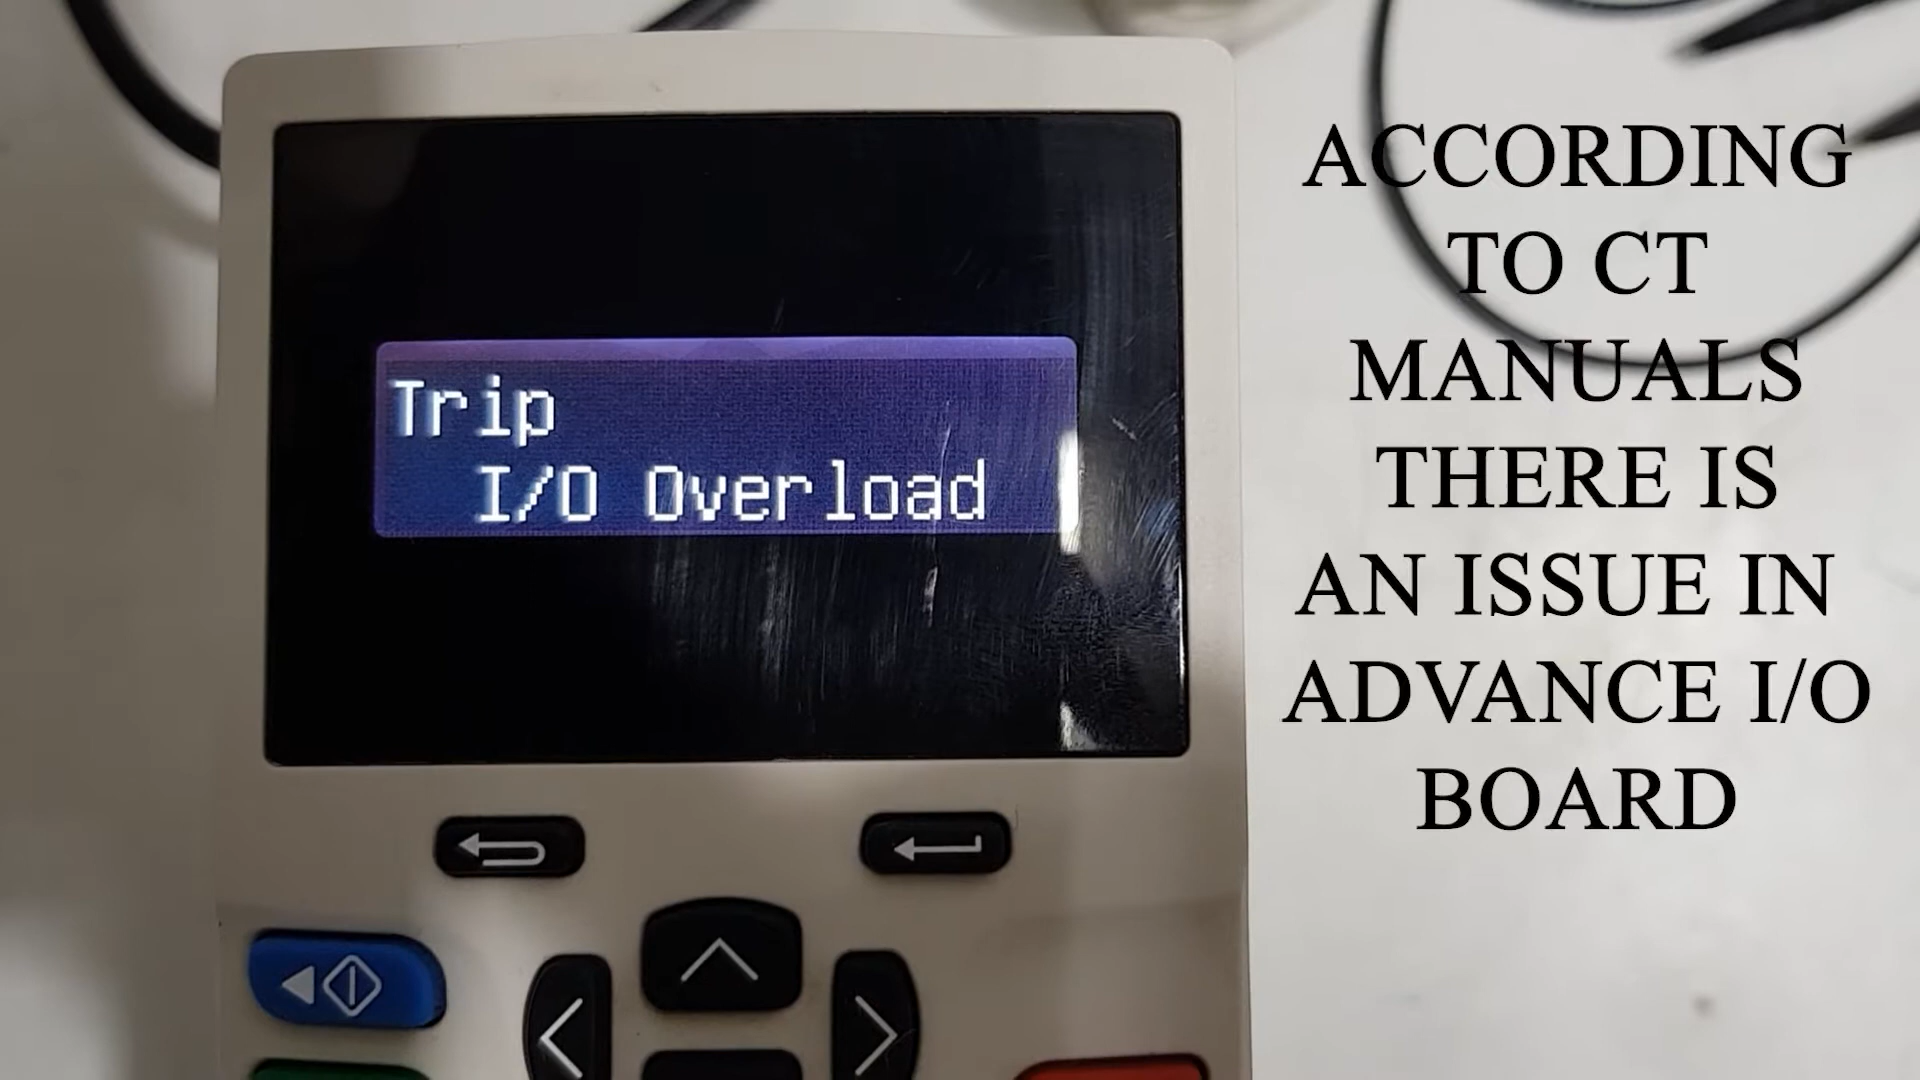 Trip
I/O Overload
ACCORDING
TO CT
MANUALS
THERE IS
AN ISSUE IN
ADVANCE I/O
BOARD